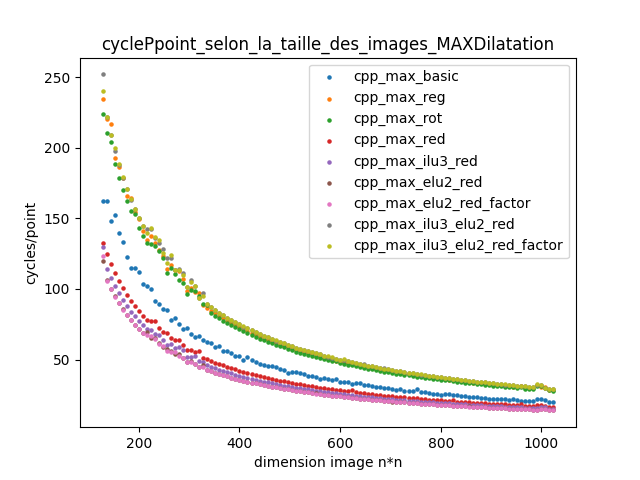 cyclePpoint_selon_la_taille_des_images_MAXDilatation
cycles/point
250
200
150
100
50
200
400
600
800
1000
dimension image n*n
cpp_max_basic
cpp_max_reg
cpp_max_rot
cpp_max_red
cpp_max_ilu3_red
cpp_max_elu2_red
cpp_max_elu2_red_factor
cpp_max_ilu3_elu2_red
cpp_max_ilu3_elu2_red_factor